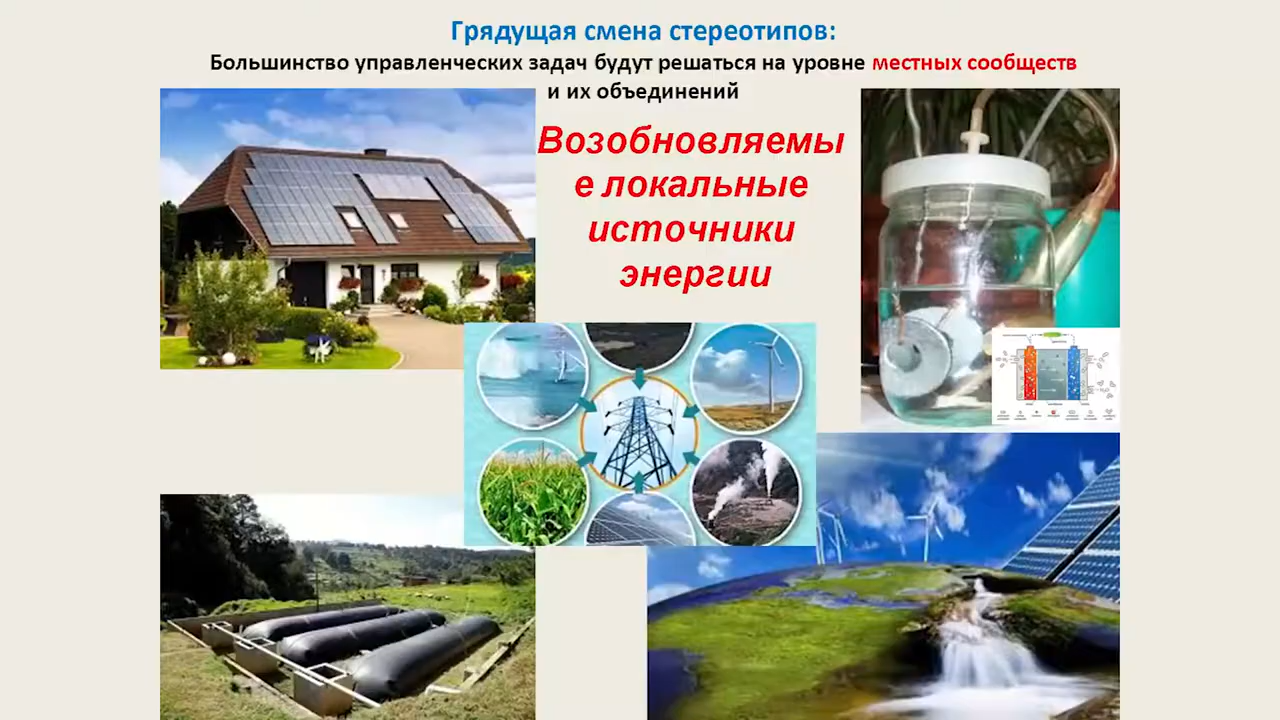 Грядущая смена стереотипов:
Большинство управленческих задач будут решаться на уровне местных сообществ
и их объединений
Возобновляемы
е локальные
источники
энергии